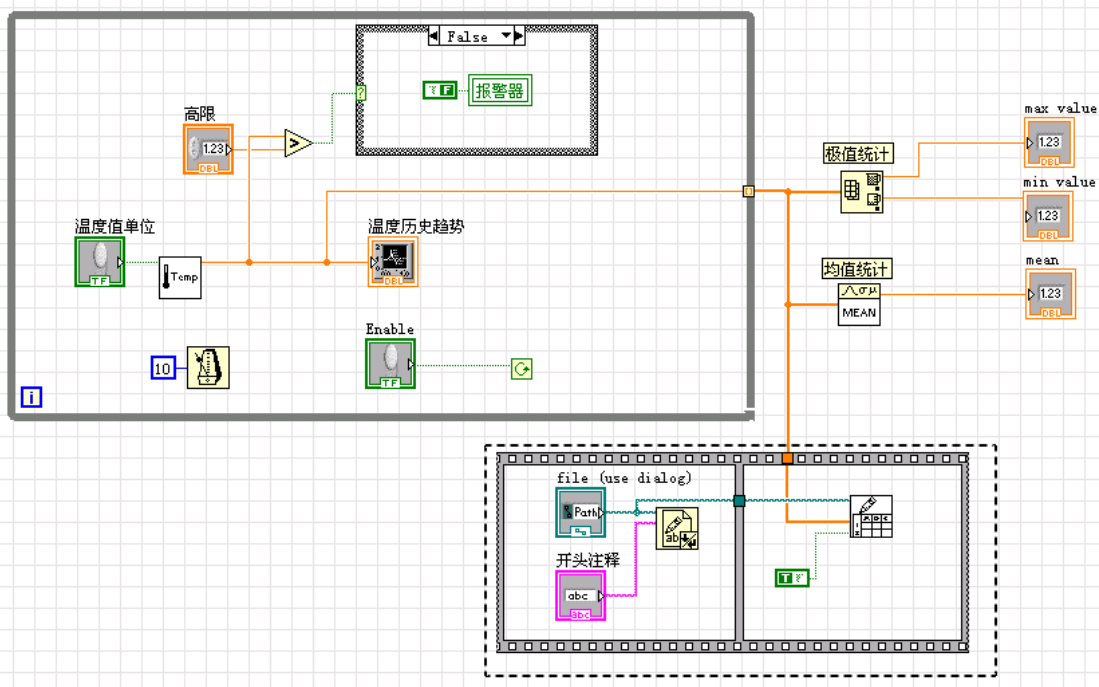 False
? F 报警器
高限
1.23
DBL
>
温度值单位
TF
Temp
温度历史趋势
DBL
Enable
TF
10
i
极值统计
max value
1.23
DBL
min value
1.23
DBL
均值统计
σμ
MEAN
mean
1.23
DBL
file (use dialog)
Path
ab
开头注释
abc
abc
T